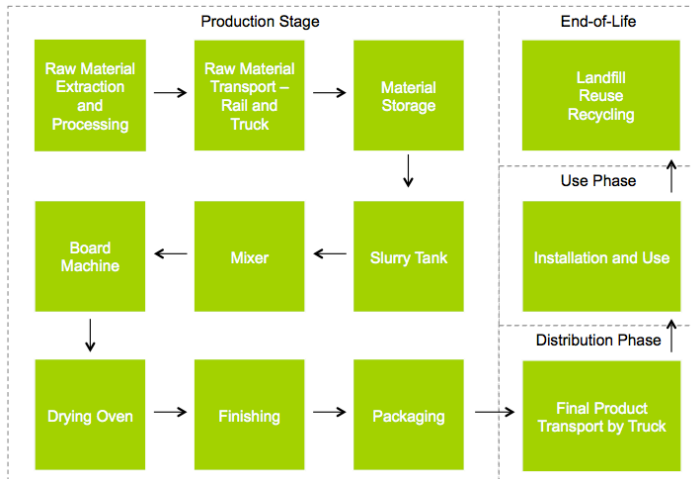 Production Stage
End-of-Life
Raw Material
Extraction
and
Processing
Raw Material
Transport –
Rail and
Truck
Material
Storage
Landfill
Reuse
Recycling
Use Phase
Board
Machine
Mixer
Slurry Tank
Installation and Use
Distribution Phase
Drying Oven
Finishing
Packaging
Final Product
Transport by Truck